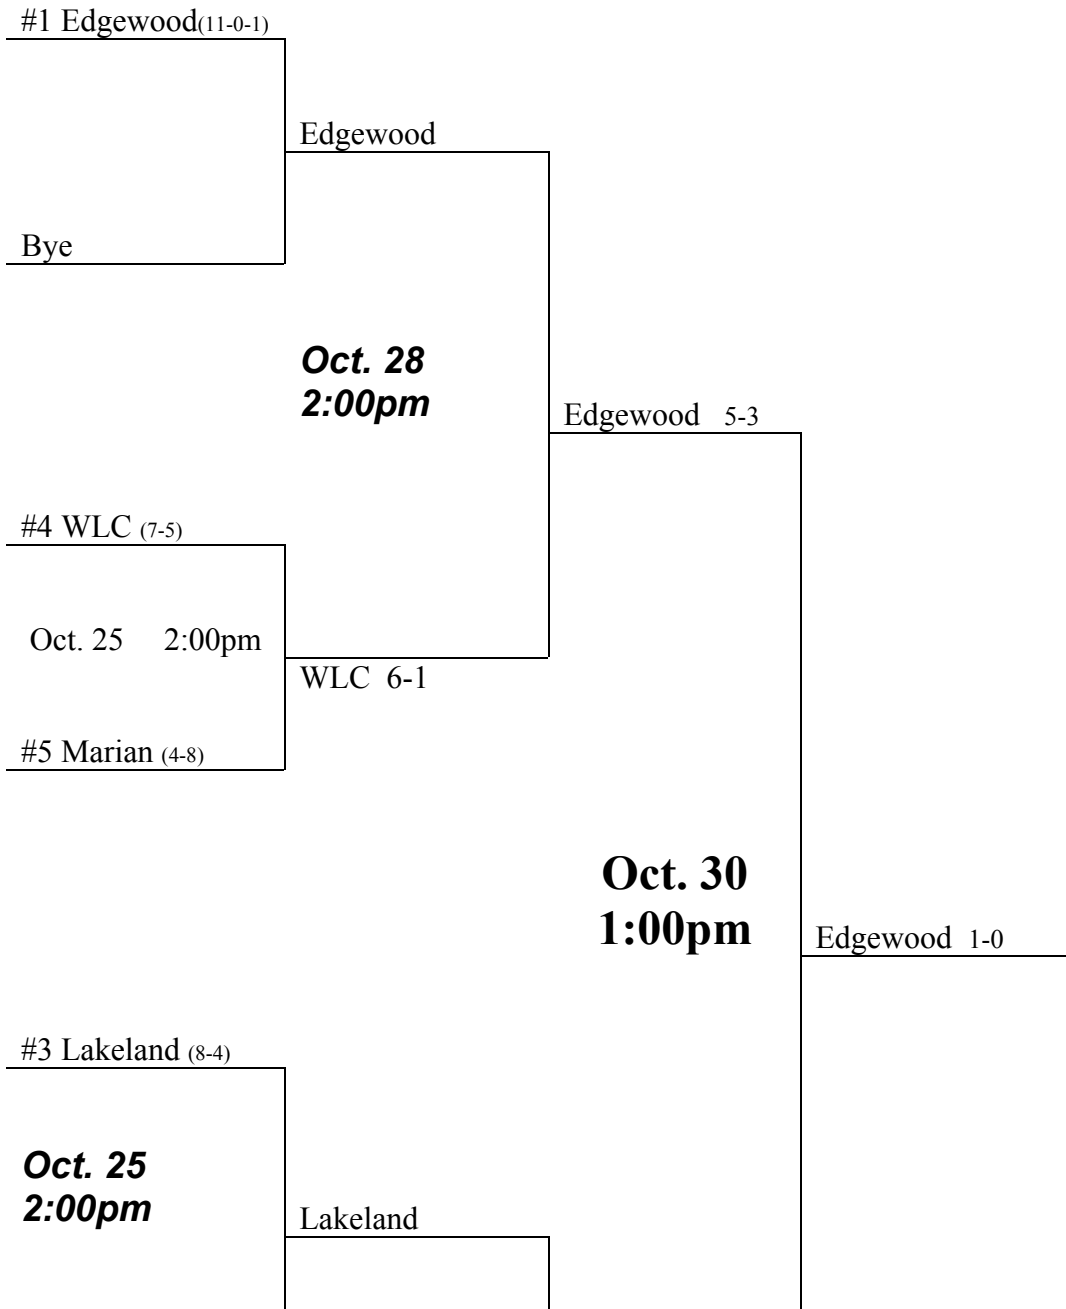 #1 Edgewood(11-0-1)
Edgewood
Bye
Oct. 28
2:00pm
Edgewood 5-3
#4 WLC (7-5)
Oct. 25 2:00pm
WLC 6-1
#5 Marian (4-8)
Oct. 30
1:00pm
Edgewood 1-0
#3 Lakeland (8-4)
Oct. 25
2:00pm
Lakeland